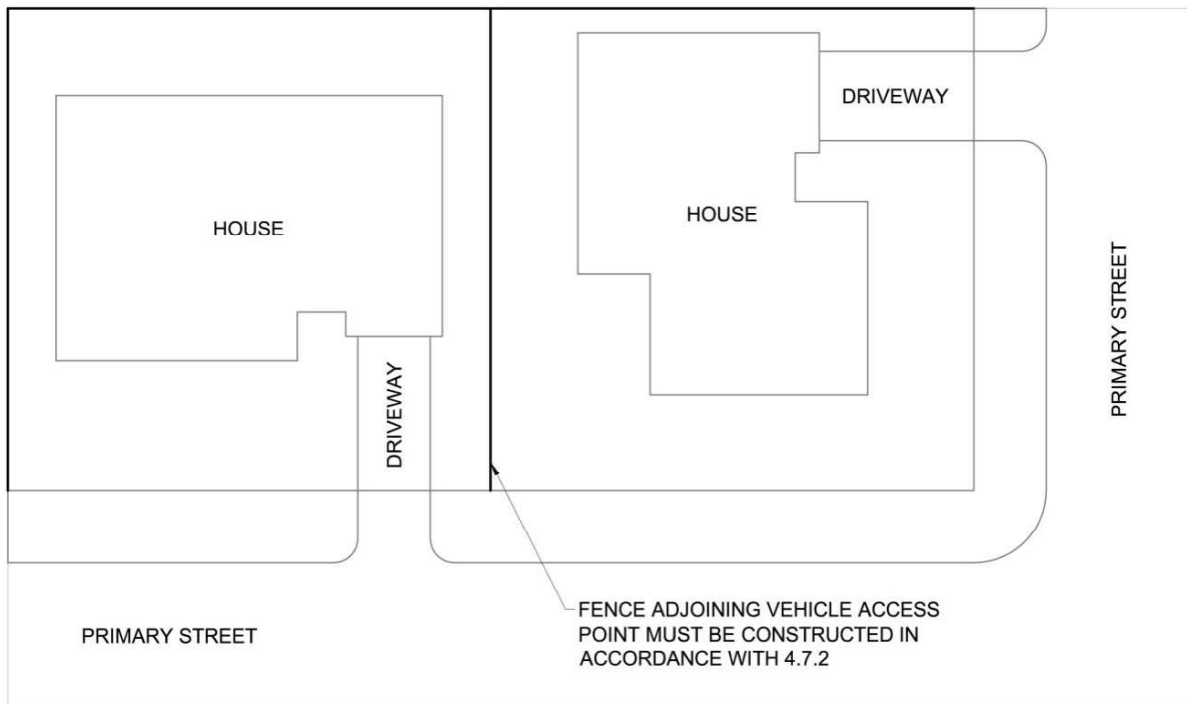 DRIVEWAY
HOUSE
HOUSE
DRIVEWAY
PRIMARY STREET
PRIMARY STREET
FENCE ADJOINING VEHICLE ACCESS
POINT MUST BE CONSTRUCTED IN
ACCORDANCE WITH 4.7.2